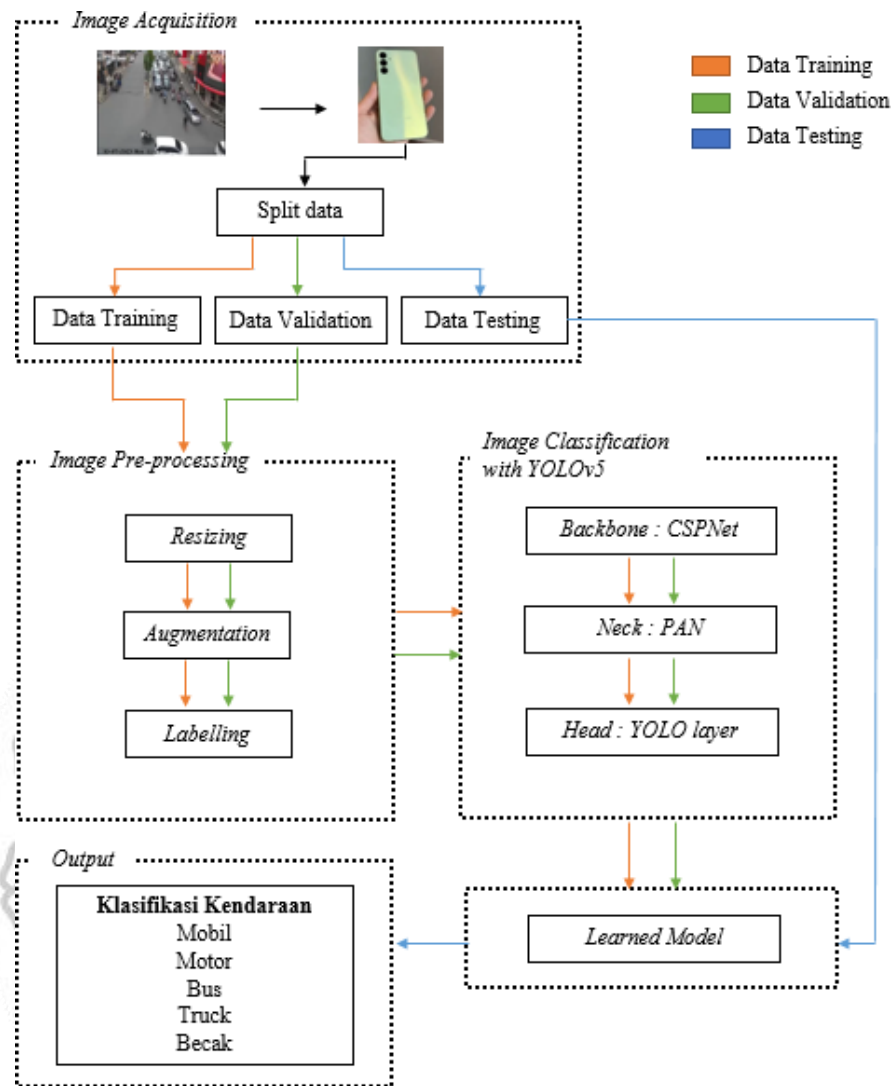 Image Acquisition
Data Training
Data Validation
Data Testing
Split data
Data Training
Data Validation
Data Testing
Image Pre-processing
Resizing
Augmentation
Labelling
Image Classification
with YOLOv5
Backbone : CSPNet
Neck : PAN
Head : YOLO layer
Output
Klasifikasi Kendaraan
Mobil
Motor
Bus
Truck
Becak
Learned Model